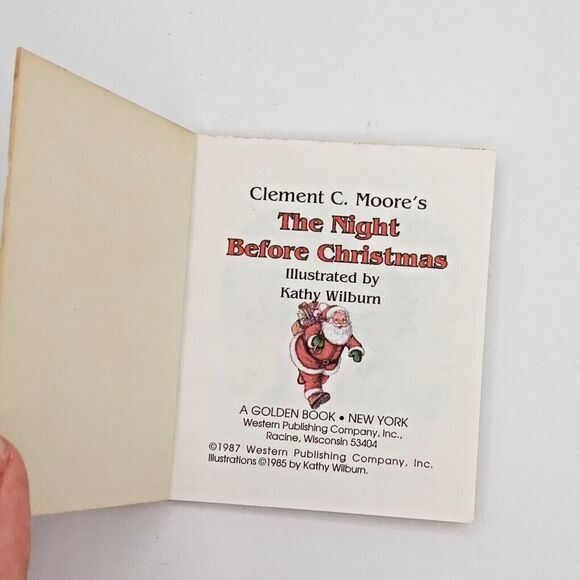 Clement C. Moore's
The Night
Before Christmas
Illustrated by
Kathy Wilburn
A GOLDEN BOOK • NEW YORK
Western Publishing Company, Inc.,
Racine, Wisconsin 53404
©1987 Western Publishing Company, Inc.
Illustrations ©1985 by Kathy Wilburn.